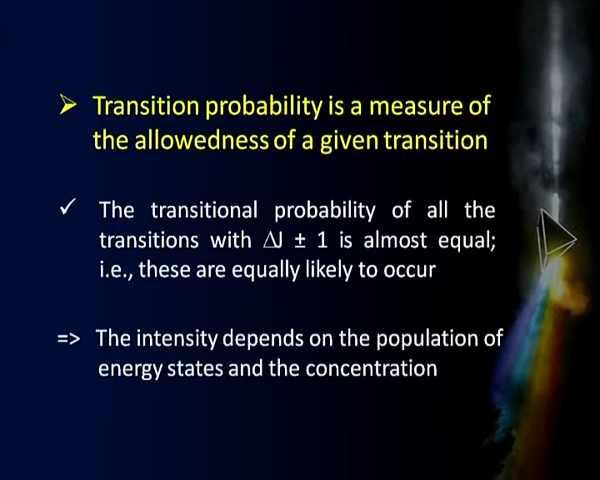 ➢ Transition probability is a measure of
the allowedness of a given transition
✓ The transitional probability of all the
transitions with ΔJ ± 1 is almost equal;
i.e., these are equally likely to occur
=> The intensity depends on the population of
energy states and the concentration